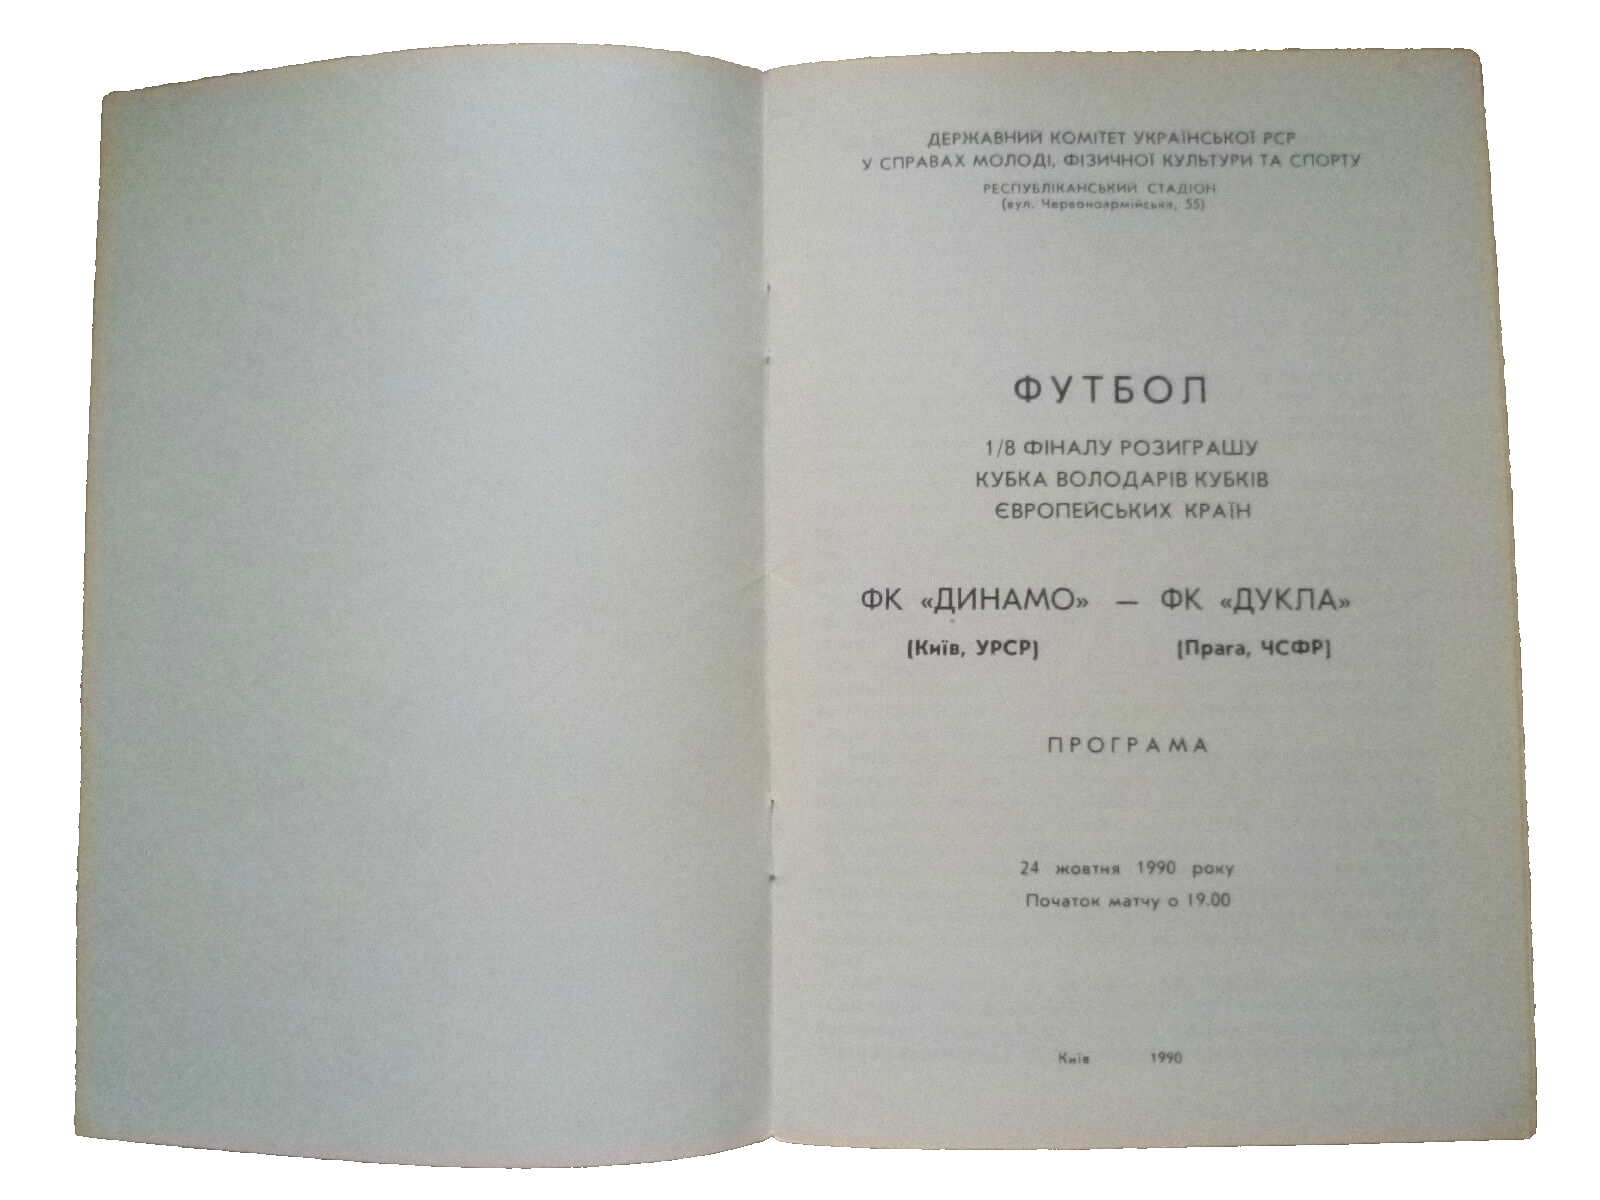 ДЕРЖАВНИЙ КОМІТЕТ УКРАЇНСЬКОЇ РСР
У СПРАВАХ МОЛОДІ, ФІЗИЧНОЇ КУЛЬТУРИ ТА СПОРТУ
РЕСПУБЛІКАНСЬКИЙ СТАДІОН
(вул. Червоноармійська, 55)
ФУТБОЛ
1/8 ФІНАЛУ РОЗИГРАШУ
КУБКА ВОЛОДАРІВ КУБКІВ
ЄВРОПЕЙСЬКИХ КРАЇН
ФК «ДИНАМО» — ФК «ДУКЛА»
(Київ, УРСР) (Прага, ЧСФР)
ПРОГРАМА
24 жовтня 1990 року
Початок матчу о 19.00
Київ 1990